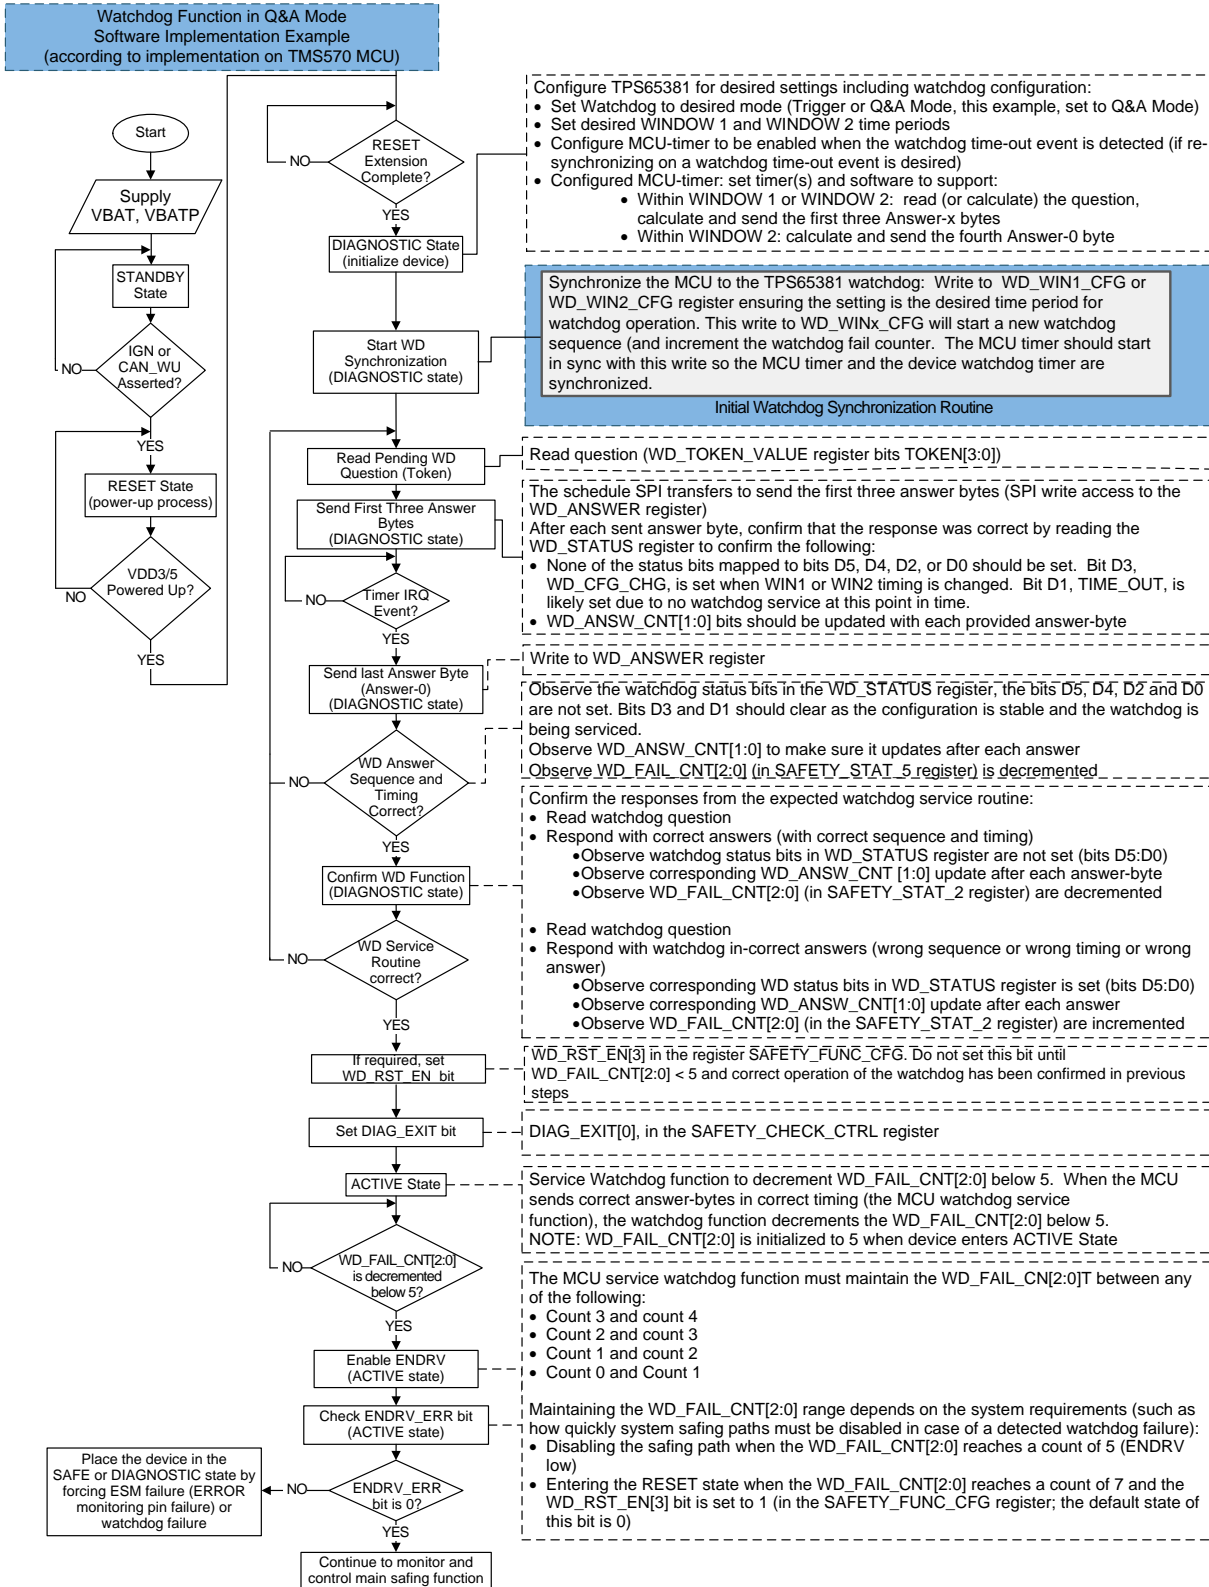 Watchdog Function in Q&A Mode
Software Implementation Example
(according to implementation on TMS570 MCU)
Start
Supply
VBAT, VBATP
STANDBY
State
IGN or
CAN_WU
Asserted?
NO
YES
RESET State
(power-up process)
VDD3/5
Powered Up?
NO
YES
RESET
Extension
Complete?
NO
YES
DIAGNOSTIC State
(initialize device)
Configure TPS65381 for desired settings including watchdog configuration:
• Set Watchdog to desired mode (Trigger or Q&A Mode, this example, set to Q&A Mode)
• Set desired WINDOW 1 and WINDOW 2 time periods
• Configure MCU-timer to be enabled when the watchdog time-out event is detected (if re-
synchronizing on a watchdog time-out event is desired)
• Configured MCU-timer: set timer(s) and software to support:
• Within WINDOW 1 or WINDOW 2: read (or calculate) the question,
calculate and send the first three Answer-x bytes
• Within WINDOW 2: calculate and send the fourth Answer-0 byte
Start WD
Synchronization
(DIAGNOSTIC state)
Synchronize the MCU to the TPS65381 watchdog: Write to WD_WIN1_CFG or
WD_WIN2_CFG register ensuring the setting is the desired time period for
watchdog operation. This write to WD_WINx_CFG will start a new watchdog
sequence (and increment the watchdog fail counter. The MCU timer should start
in sync with this write so the MCU timer and the device watchdog timer are
synchronized.
Initial Watchdog Synchronization Routine
Read Pending WD
Question (Token)
Read question (WD_TOKEN_VALUE register bits TOKEN[3:0])
Send First Three Answer
Bytes
(DIAGNOSTIC state)
The schedule SPI transfers to send the first three answer bytes (SPI write access to the
WD_ANSWER register)
After each sent answer byte, confirm that the response was correct by reading the
WD_STATUS register to confirm the following:
• None of the status bits mapped to bits D5, D4, D2, or D0 should be set. Bit D3,
WD_CFG_CHG, is set when WIN1 or WIN2 timing is changed. Bit D1, TIME_OUT, is
likely set due to no watchdog service at this point in time.
• WD_ANSW_CNT[1:0] bits should be updated with each provided answer-byte
Timer IRQ
Event?
NO
YES
Send last Answer Byte
(Answer-0)
(DIAGNOSTIC state)
Write to WD_ANSWER register
WD Answer
Sequence and
Timing
Correct?
NO
YES
Observe the watchdog status bits in the WD_STATUS register, the bits D5, D4, D2 and D0
are not set. Bits D3 and D1 should clear as the configuration is stable and the watchdog is
being serviced.
Observe WD_ANSW_CNT[1:0] to make sure it updates after each answer
Observe WD_FAIL_CNT[2:0] (in SAFETY_STAT_5 register) is decremented
Confirm WD Function
(DIAGNOSTIC state)
Confirm the responses from the expected watchdog service routine:
• Read watchdog question
• Respond with correct answers (with correct sequence and timing)
•Observe watchdog status bits in WD_STATUS register are not set (bits D5:D0)
•Observe corresponding WD_ANSW_CNT [1:0] update after each answer-byte
•Observe WD_FAIL_CNT[2:0] (in SAFETY_STAT_2 register) are decremented
• Read watchdog question
• Respond with watchdog in-correct answers (wrong sequence or wrong timing or wrong
answer)
•Observe corresponding WD status bits in WD_STATUS register is set (bits D5:D0)
•Observe corresponding WD_ANSW_CNT[1:0] update after each answer
•Observe WD_FAIL_CNT[2:0] (in the SAFETY_STAT_2 register) are incremented
WD Service
Routine
correct?
NO
YES
If required, set
WD_RST_EN bit
WD_RST_EN[3] in the register SAFETY_FUNC_CFG. Do not set this bit until
WD_FAIL_CNT[2:0] < 5 and correct operation of the watchdog has been confirmed in previous
steps
Set DIAG_EXIT bit
DIAG_EXIT[0], in the SAFETY_CHECK_CTRL register
ACTIVE State
Service Watchdog function to decrement WD_FAIL_CNT[2:0] below 5. When the MCU
sends correct answer-bytes in correct timing (the MCU watchdog service
function), the watchdog function decrements the WD_FAIL_CNT[2:0] below 5.
NOTE: WD_FAIL_CNT[2:0] is initialized to 5 when device enters ACTIVE State
WD_FAIL_CNT[2:0]
is decremented
below 5?
NO
YES
Enable ENDRV
(ACTIVE state)
The MCU service watchdog function must maintain the WD_FAIL_CN[2:0]T between any
of the following:
• Count 3 and count 4
• Count 2 and count 3
• Count 1 and count 2
• Count 0 and Count 1
Check ENDRV_ERR bit
(ACTIVE state)
Maintaining the WD_FAIL_CNT[2:0] range depends on the system requirements (such as
how quickly system safing paths must be disabled in case of a detected watchdog failure):
• Disabling the safing path when the WD_FAIL_CNT[2:0] reaches a count of 5 (ENDRV
low)
• Entering the RESET state when the WD_FAIL_CNT[2:0] reaches a count of 7 and the
WD_RST_EN[3] bit is set to 1 (in the SAFETY_FUNC_CFG register; the default state of
this bit is 0)
ENDRV_ERR
bit is 0?
NO
Place the device in the
SAFE or DIAGNOSTIC state by
forcing ESM failure (ERROR
monitoring pin failure) or
watchdog failure
YES
Continue to monitor and
control main safing function